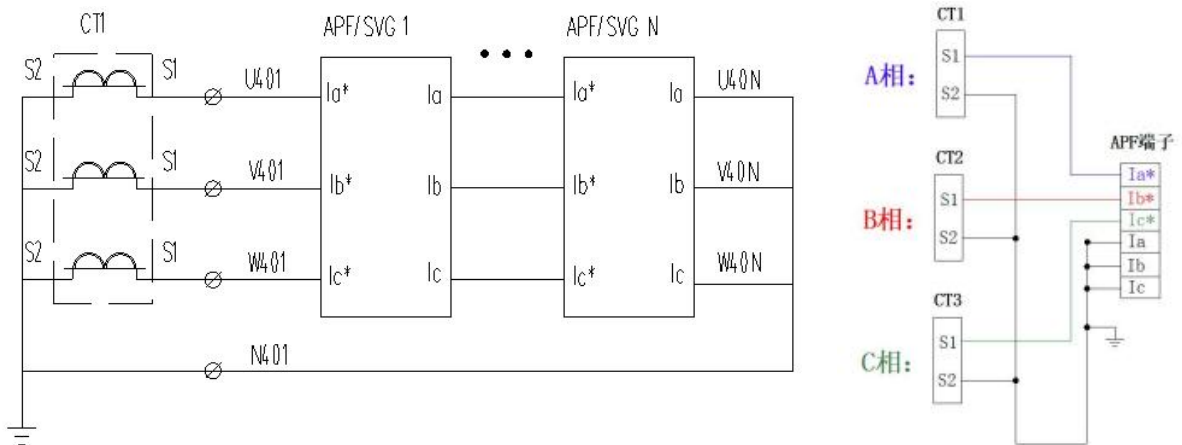 CT1 APF/SVG 1 ••• APF/SVG N
S2 S1 U401 Ia* Ia Ia* Ia U40N
S2 S1 V401 Ib* Ib Ib* Ib V40N
S2 S1 W401 Ic* Ic Ic* Ic W40N
N401
CT1
A相：
S1
S2
CT2
B相：
S1
S2
CT3
C相：
S1
S2
APF端子
Ia*
Ib*
Ic*
Ia
Ib
Ic